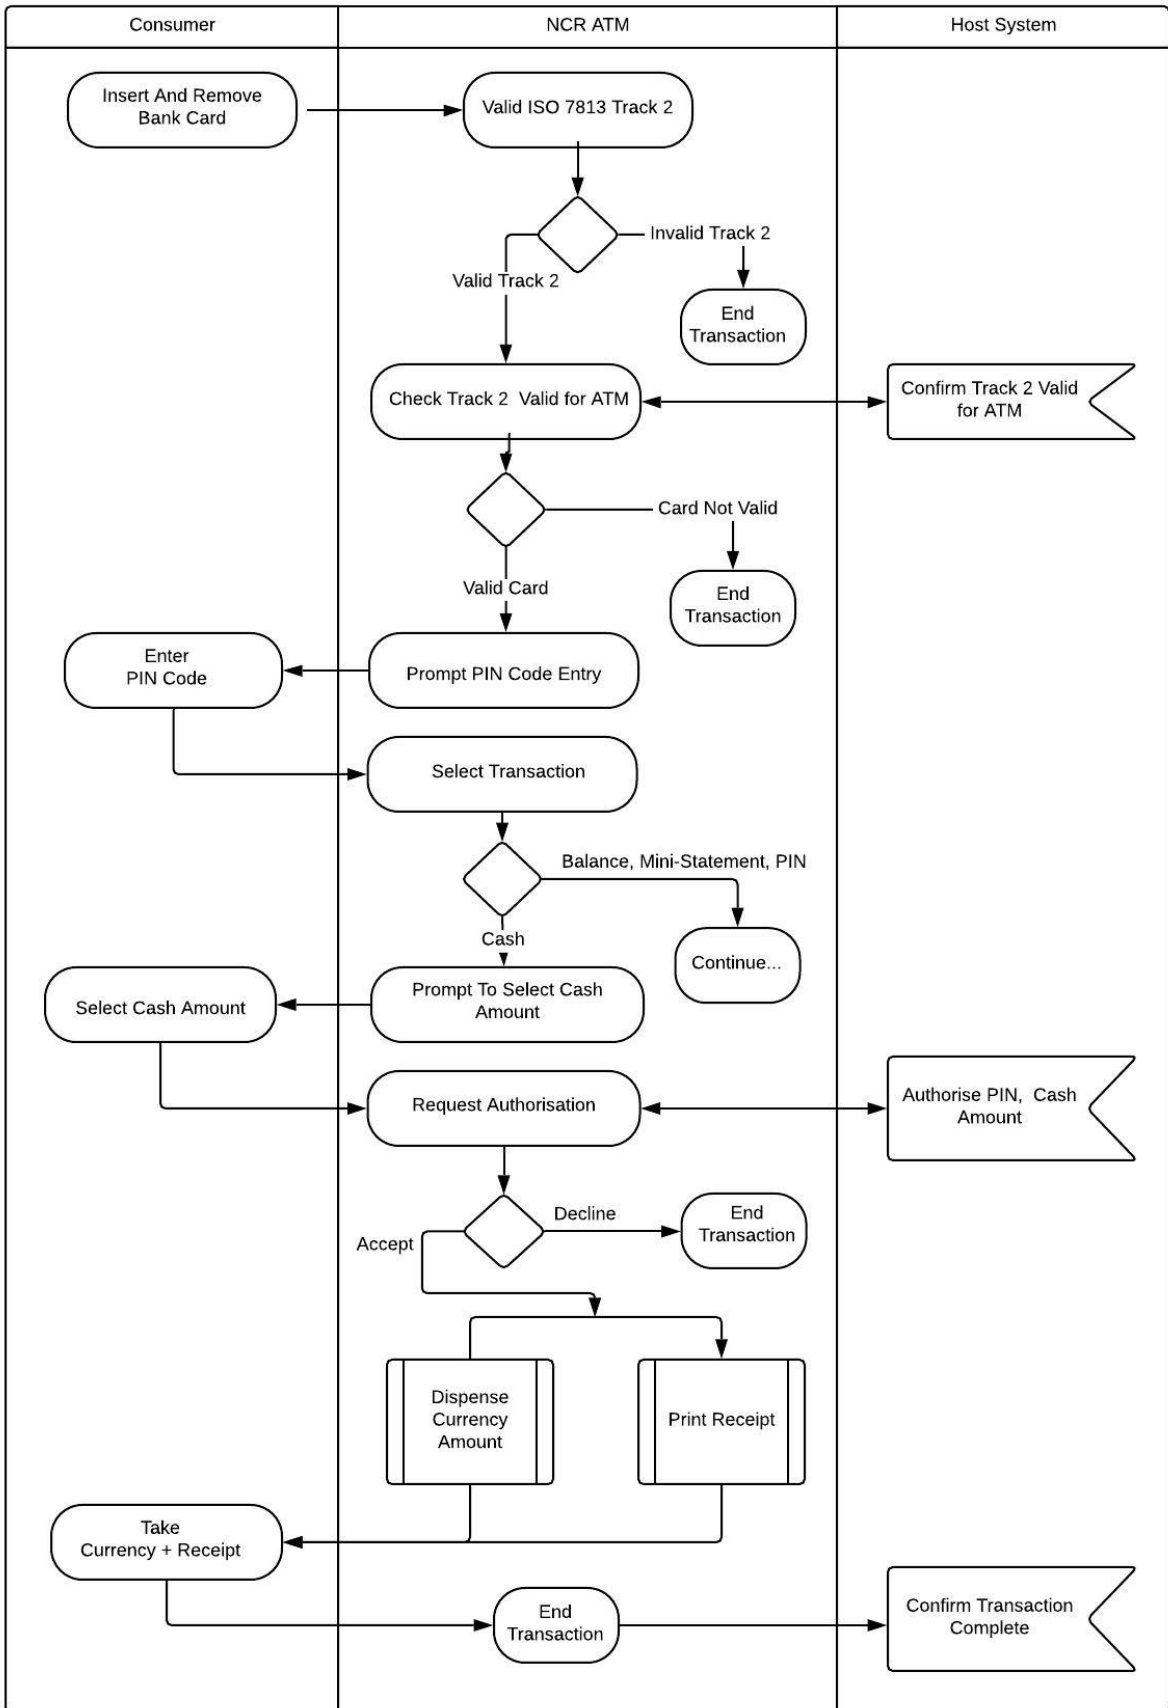 Consumer
NCR ATM
Host System
Insert And Remove
Bank Card
Valid ISO 7813 Track 2
Invalid Track 2
Valid Track 2
End
Transaction
Check Track 2 Valid for ATM
Confirm Track 2 Valid
for ATM
Card Not Valid
Valid Card
End
Transaction
Enter
PIN Code
Prompt PIN Code Entry
Select Transaction
Balance, Mini-Statement, PIN
Cash
Continue...
Select Cash Amount
Prompt To Select Cash
Amount
Request Authorisation
Authorise PIN, Cash
Amount
Decline
Accept
End
Transaction
Dispense
Currency
Amount
Print Receipt
Take
Currency + Receipt
End
Transaction
Confirm Transaction
Complete